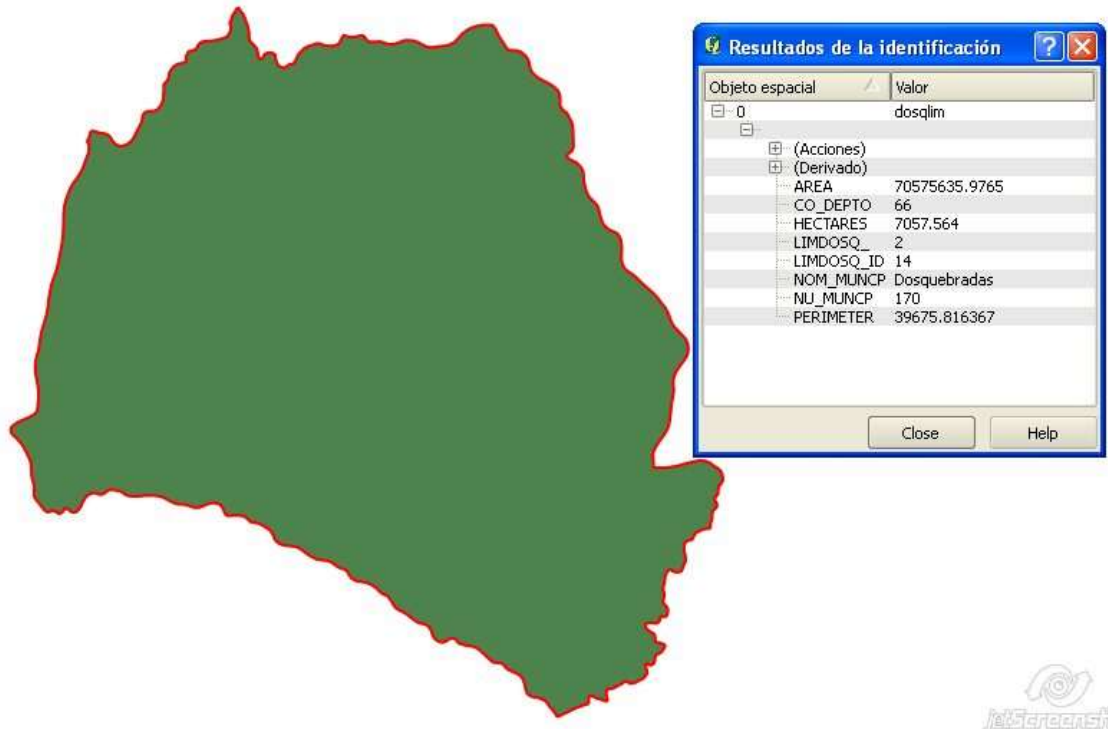 Resultados de la identificación
Objeto espacial Valor
0 dosqlim
(Acciones)
(Derivado)
AREA 70575635.9765
CO_DEPTO 66
HECTARES 7057.564
LIMDOSQ_ 2
LIMDOSQ_ID 14
NOM_MUNCP Dosquebradas
NU_MUNCP 170
PERIMETER 39675.816367
Close Help
jetScreensh